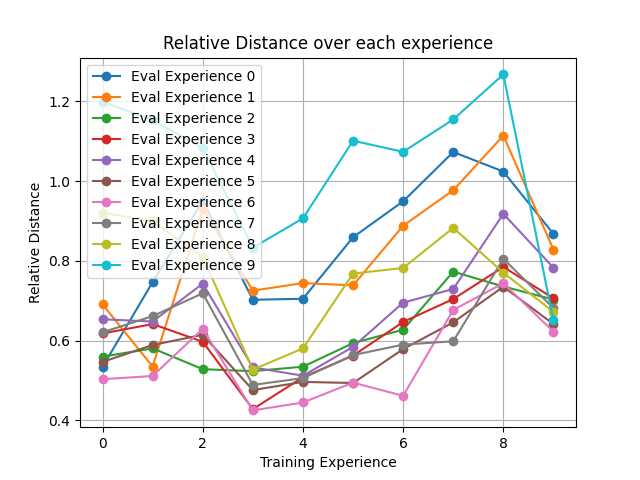 Relative Distance over each experience
Eval Experience 0
Eval Experience 1
Eval Experience 2
Eval Experience 3
Eval Experience 4
Eval Experience 5
Eval Experience 6
Eval Experience 7
Eval Experience 8
Eval Experience 9
Relative Distance
1.2
1.0
0.8
0.6
0.4
0 2 4 6 8
Training Experience